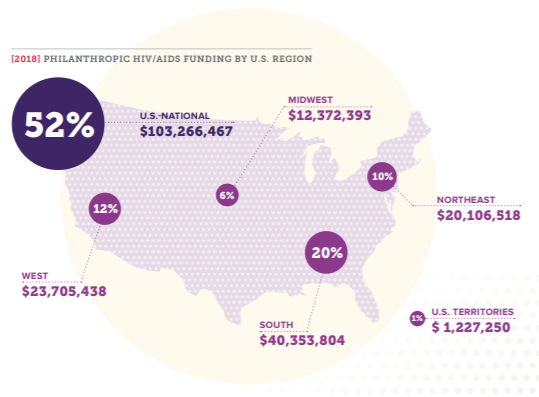 [2018] PHILANTHROPIC HIV/AIDS FUNDING BY U.S. REGION
52%
U.S.-NATIONAL
$103,266,467
MIDWEST
$12,372,393
6%
10%
NORTHEAST
$20,106,518
12%
WEST
$23,705,438
20%
SOUTH
$40,353,804
1%
U.S. TERRITORIES
$ 1,227,250